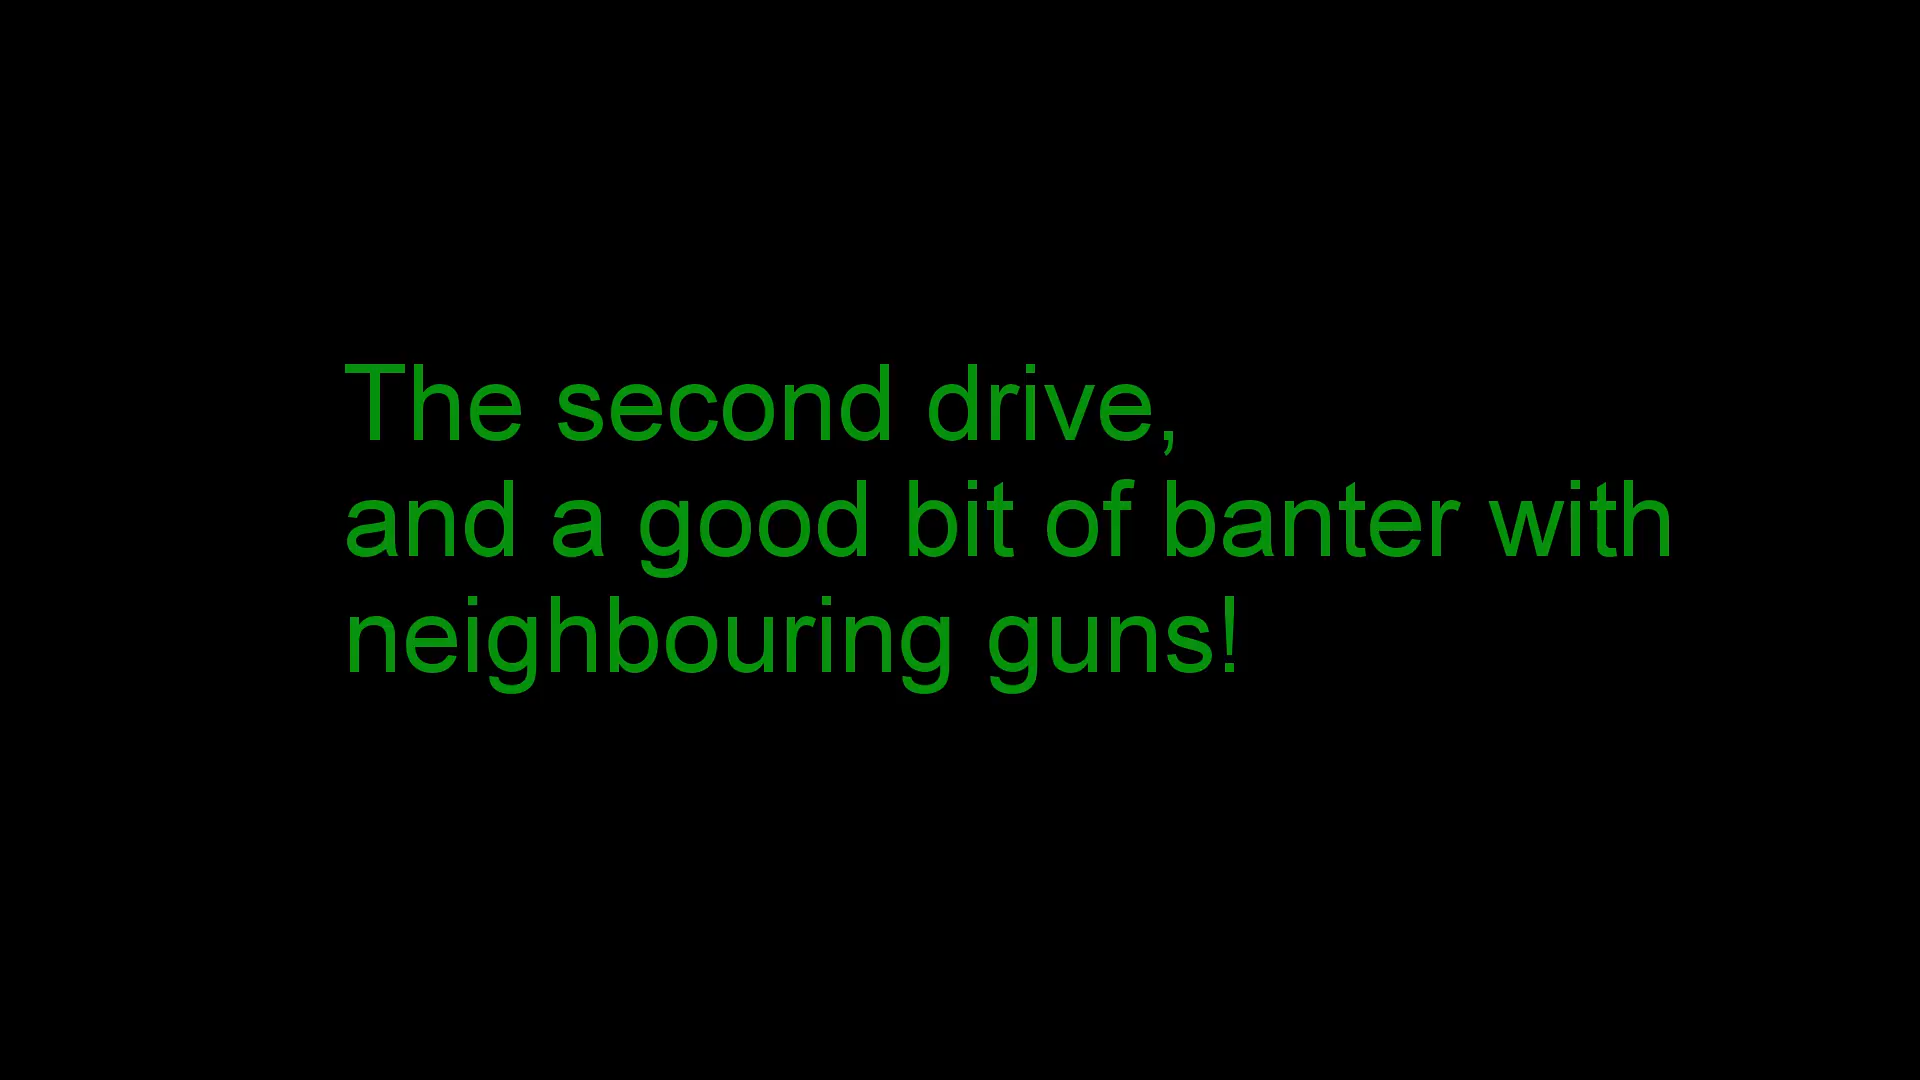 The second drive,
and a good bit of banter with
neighbouring guns!